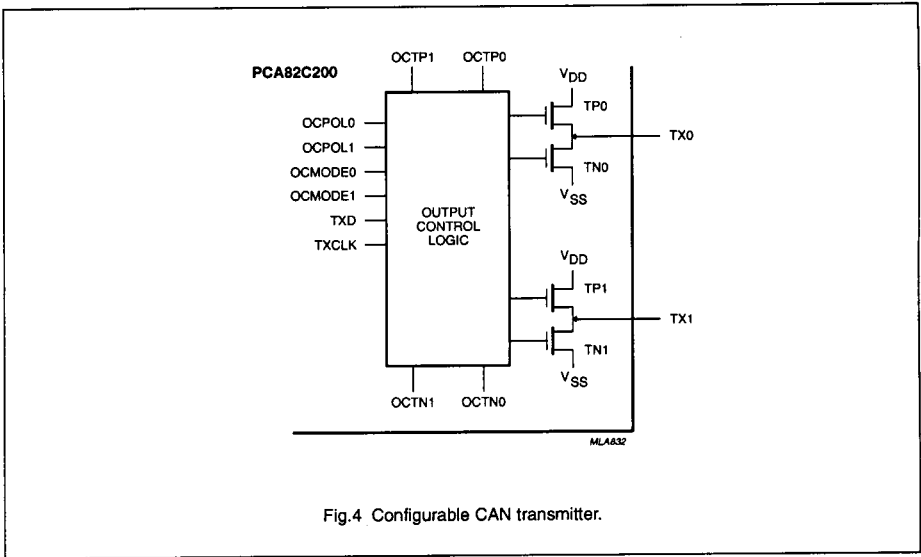 PCA82C200
OCTP1 OCTP0
VDD
TP0
OCPOL0
TX0
OCPOL1
TN0
OCMODE0
VSS
OCMODE1
OUTPUT
CONTROL
LOGIC
TXD
TXCLK
VDD
TP1
TX1
TN1
VSS
OCTN1 OCTN0
MLA832
Fig.4 Configurable CAN transmitter.